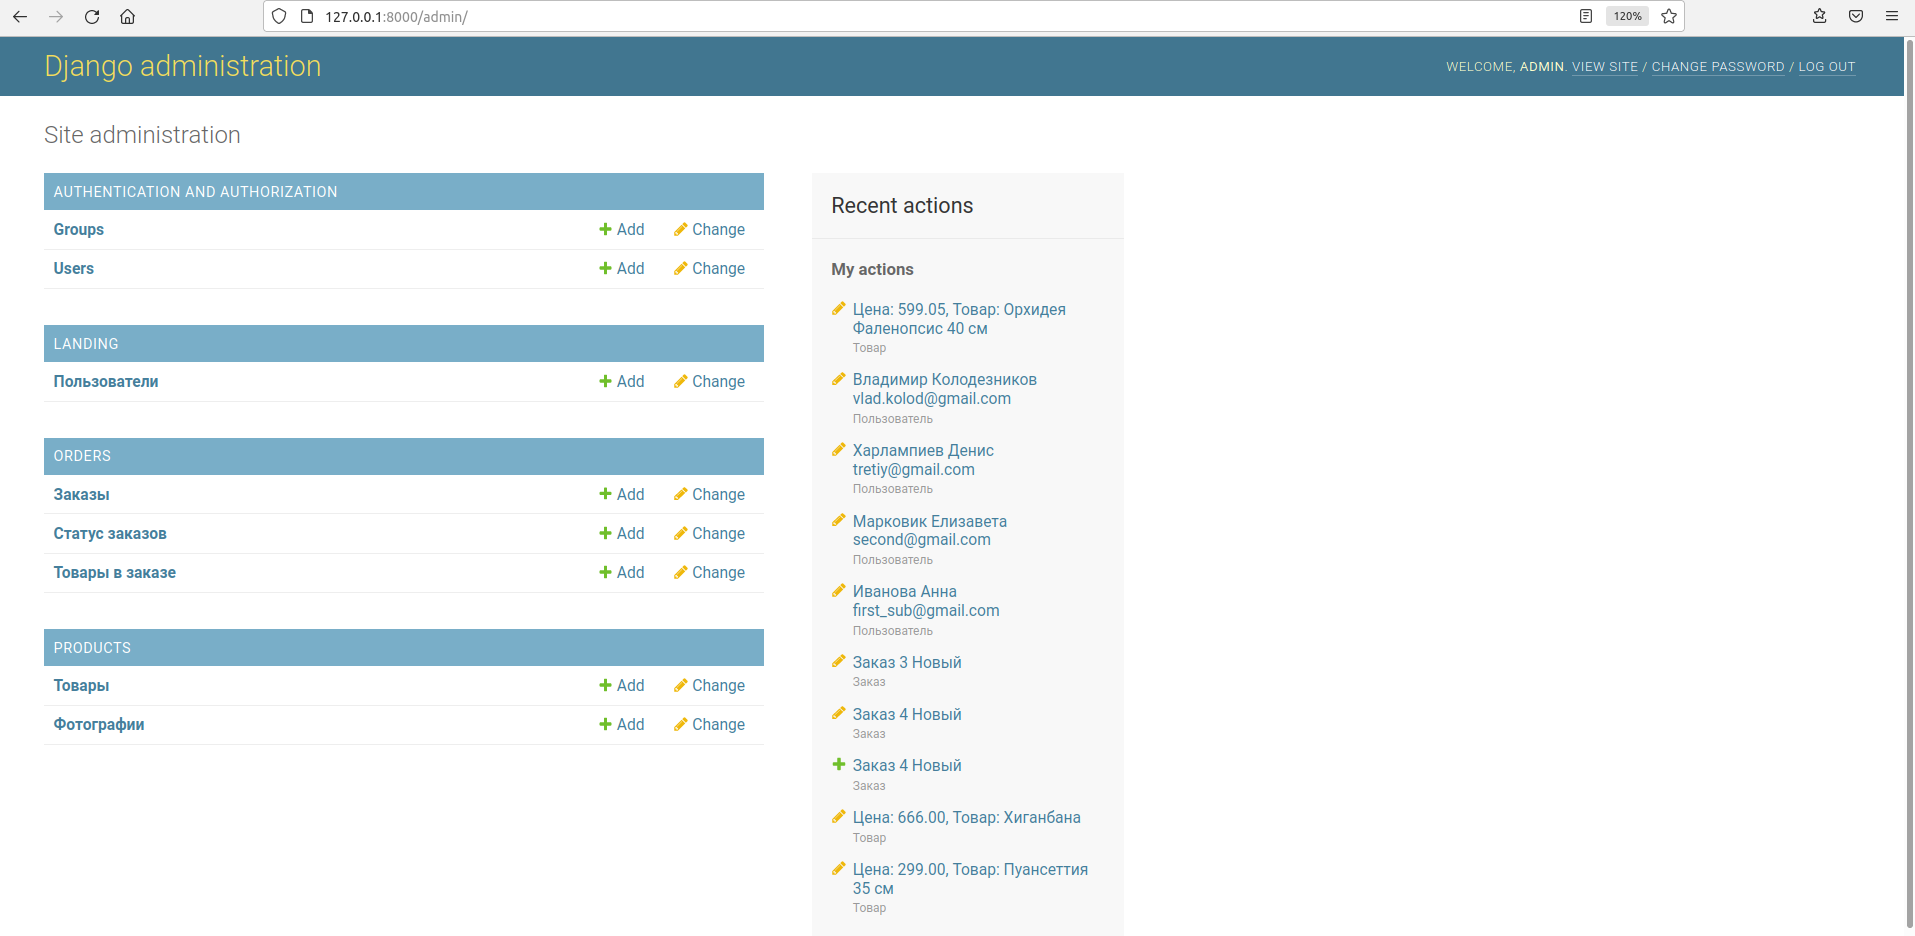 127.0.0.1:8000/admin/
120%
Django administration
WELCOME, ADMIN. VIEW SITE / CHANGE PASSWORD / LOG OUT
Site administration
AUTHENTICATION AND AUTHORIZATION
Groups Add Change
Users Add Change
LANDING
Пользователи Add Change
ORDERS
Заказы Add Change
Статус заказов Add Change
Товары в заказе Add Change
PRODUCTS
Товары Add Change
Фотографии Add Change
Recent actions
My actions
Цена: 599.05, Товар: Орхидея
Фаленопсис 40 см
Товар
Владимир Колодезников
vlad.kolod@gmail.com
Пользователь
Харлампиев Денис
tretiy@gmail.com
Пользователь
Марковик Елизавета
second@gmail.com
Пользователь
Иванова Анна
first_sub@gmail.com
Пользователь
Заказ 3 Новый
Заказ
Заказ 4 Новый
Заказ
Заказ 4 Новый
Заказ
Цена: 666.00, Товар: Хиганбана
Товар
Цена: 299.00, Товар: Пуансеттия
35 см
Товар